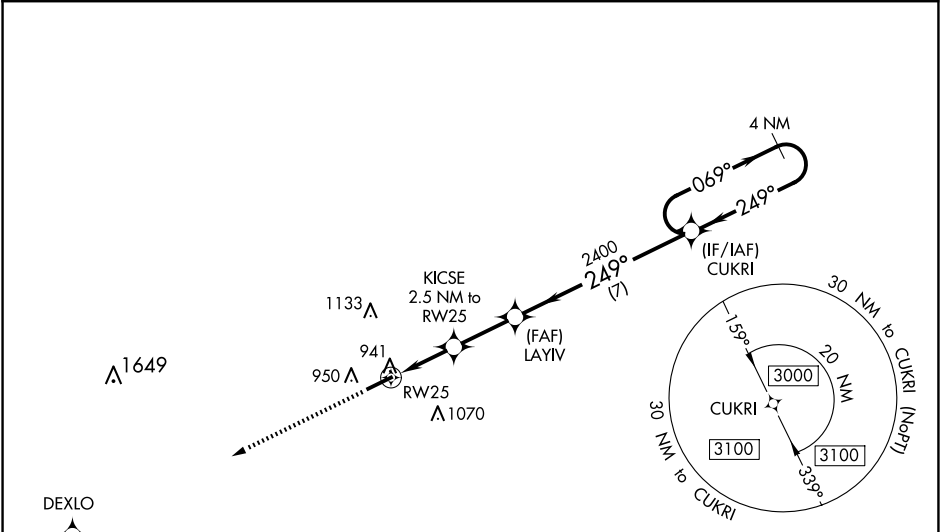 4 NM
069°
249°
(IF/IAF)
CUKRI
2400
249°
(7)
KICSE
2.5 NM to
RW25
(FAF)
LAYIV
1133
941
950
RW25
1070
1649
DEXLO
30 NM to CUKRI (NoPT)
159°
20 NM
3000
CUKRI
3100
3100
339°
30 NM to CUKRI